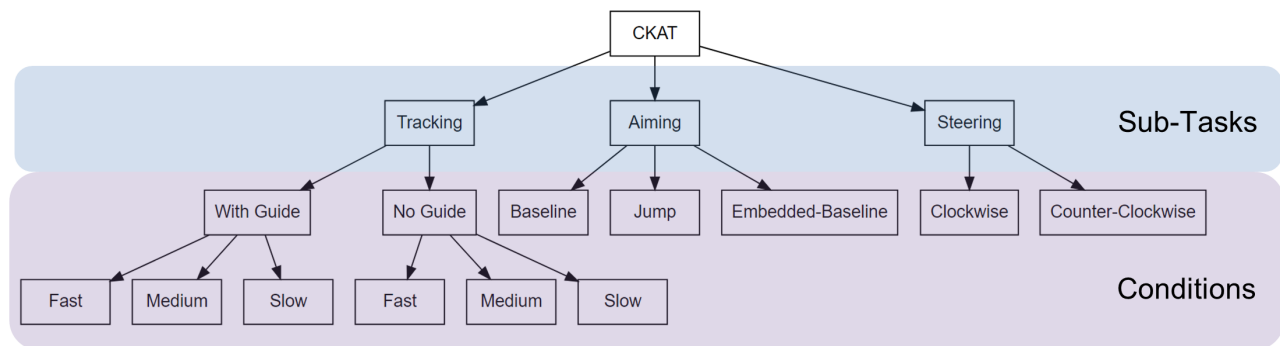 CKAT
Tracking
Aiming
Steering
Sub-Tasks
With Guide
No Guide
Baseline
Jump
Embedded-Baseline
Clockwise
Counter-Clockwise
Fast
Medium
Slow
Fast
Medium
Slow
Conditions